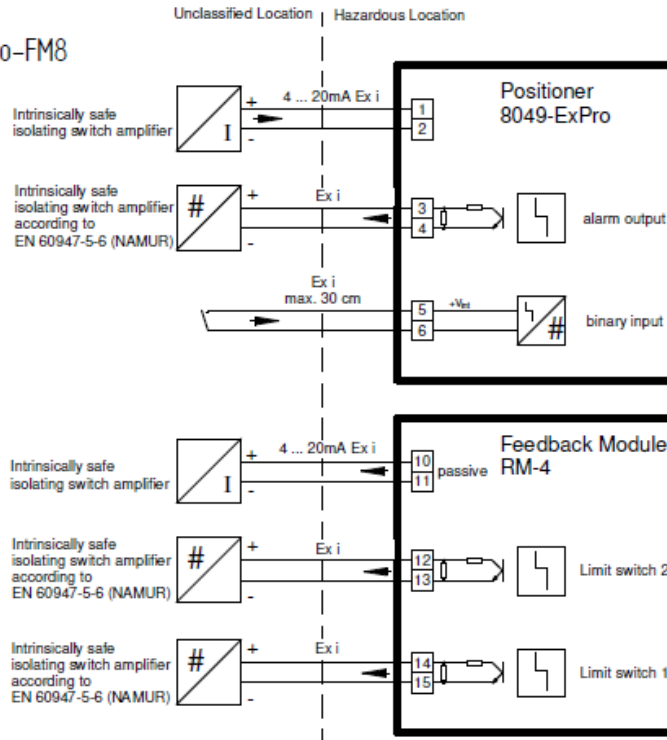 Unclassified Location | Hazardous Location
o-FM8
Intrinsically safe
isolating switch amplifier
I
+
-
4 ... 20mA Ex i
1
2
Positioner
8049-ExPro
Intrinsically safe
isolating switch amplifier
according to
EN 60947-5-6 (NAMUR)
#
+
-
Ex i
3
4
alarm output
Ex i
max. 30 cm
5
6
+Vint
#
binary input
Intrinsically safe
isolating switch amplifier
I
+
-
4 ... 20mA Ex i
10
11
passive
Feedback Module
RM-4
Intrinsically safe
isolating switch amplifier
according to
EN 60947-5-6 (NAMUR)
#
+
-
Ex i
12
13
Limit switch 2
Intrinsically safe
isolating switch amplifier
according to
EN 60947-5-6 (NAMUR)
#
+
-
Ex i
14
15
Limit switch 1